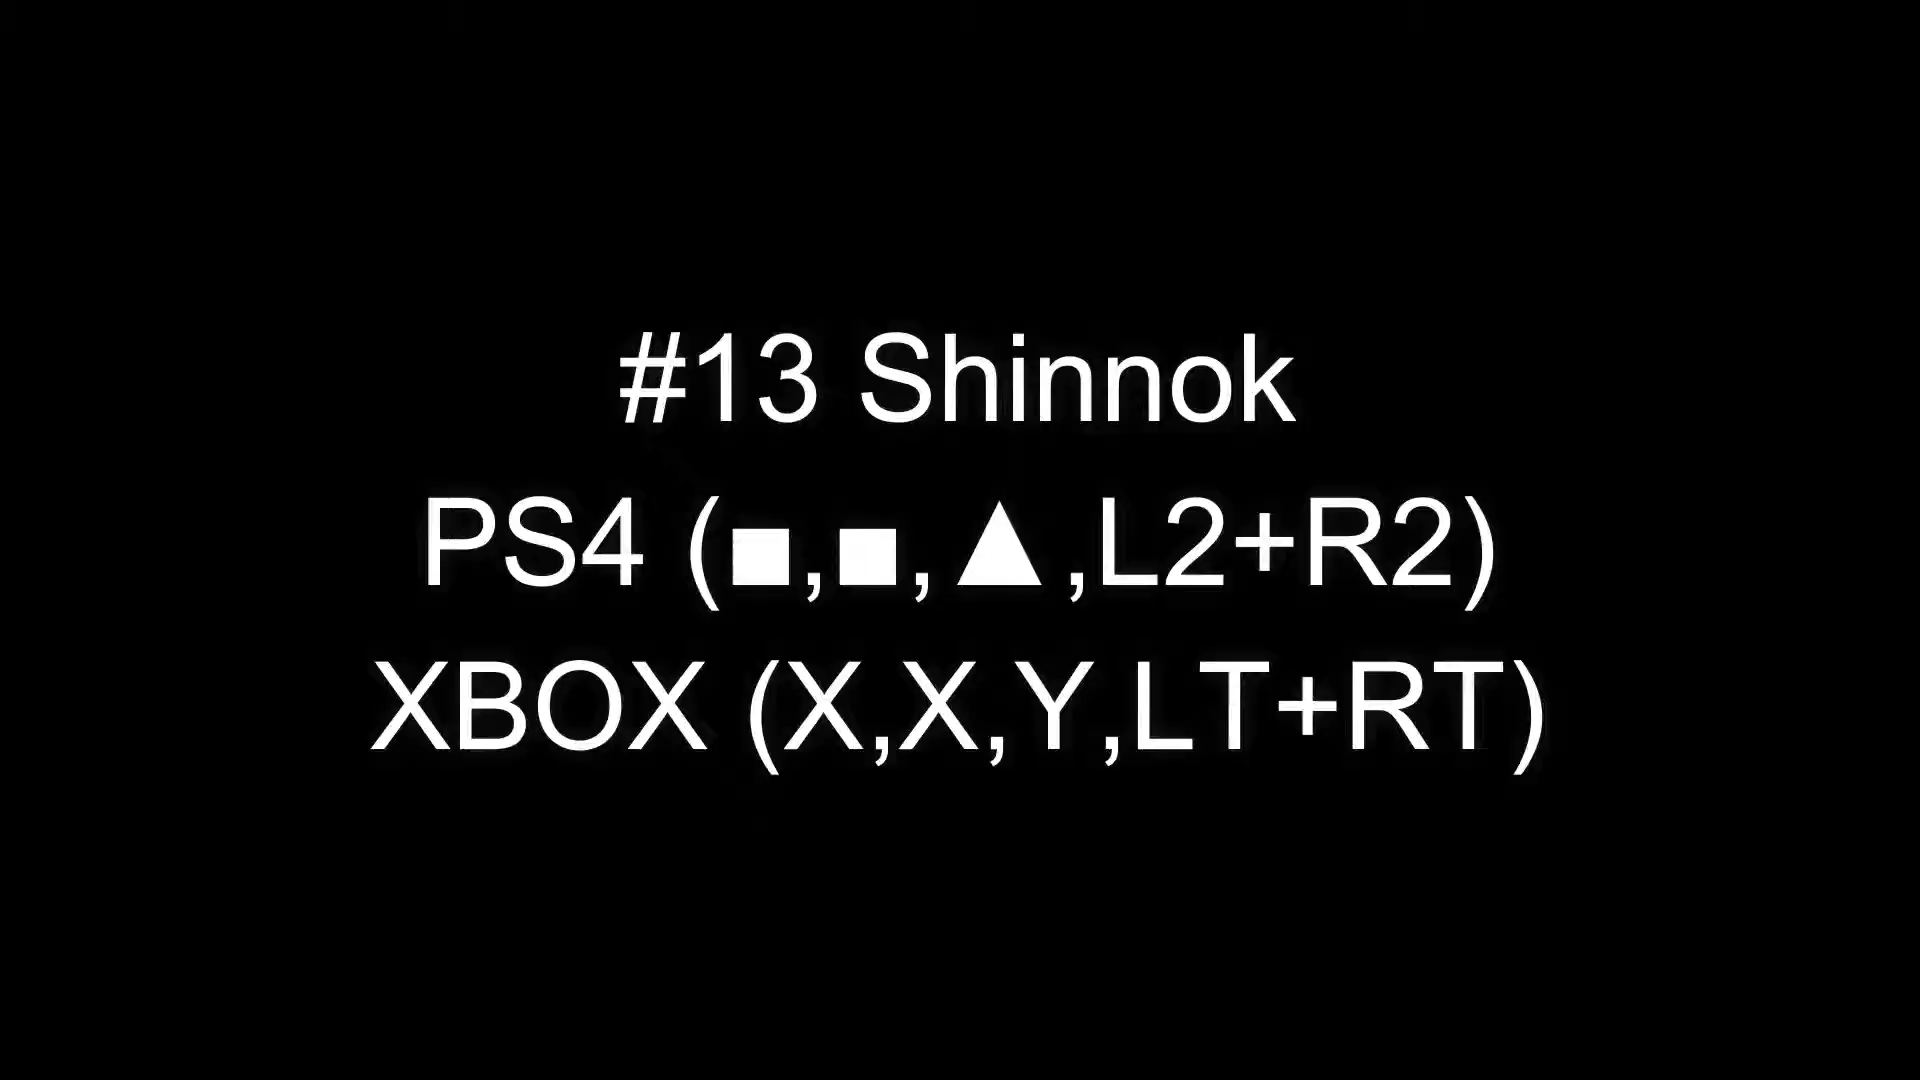 #13 Shinnok
PS4 (■,■,▲,L2+R2)
XBOX (X,X,Y,LT+RT)